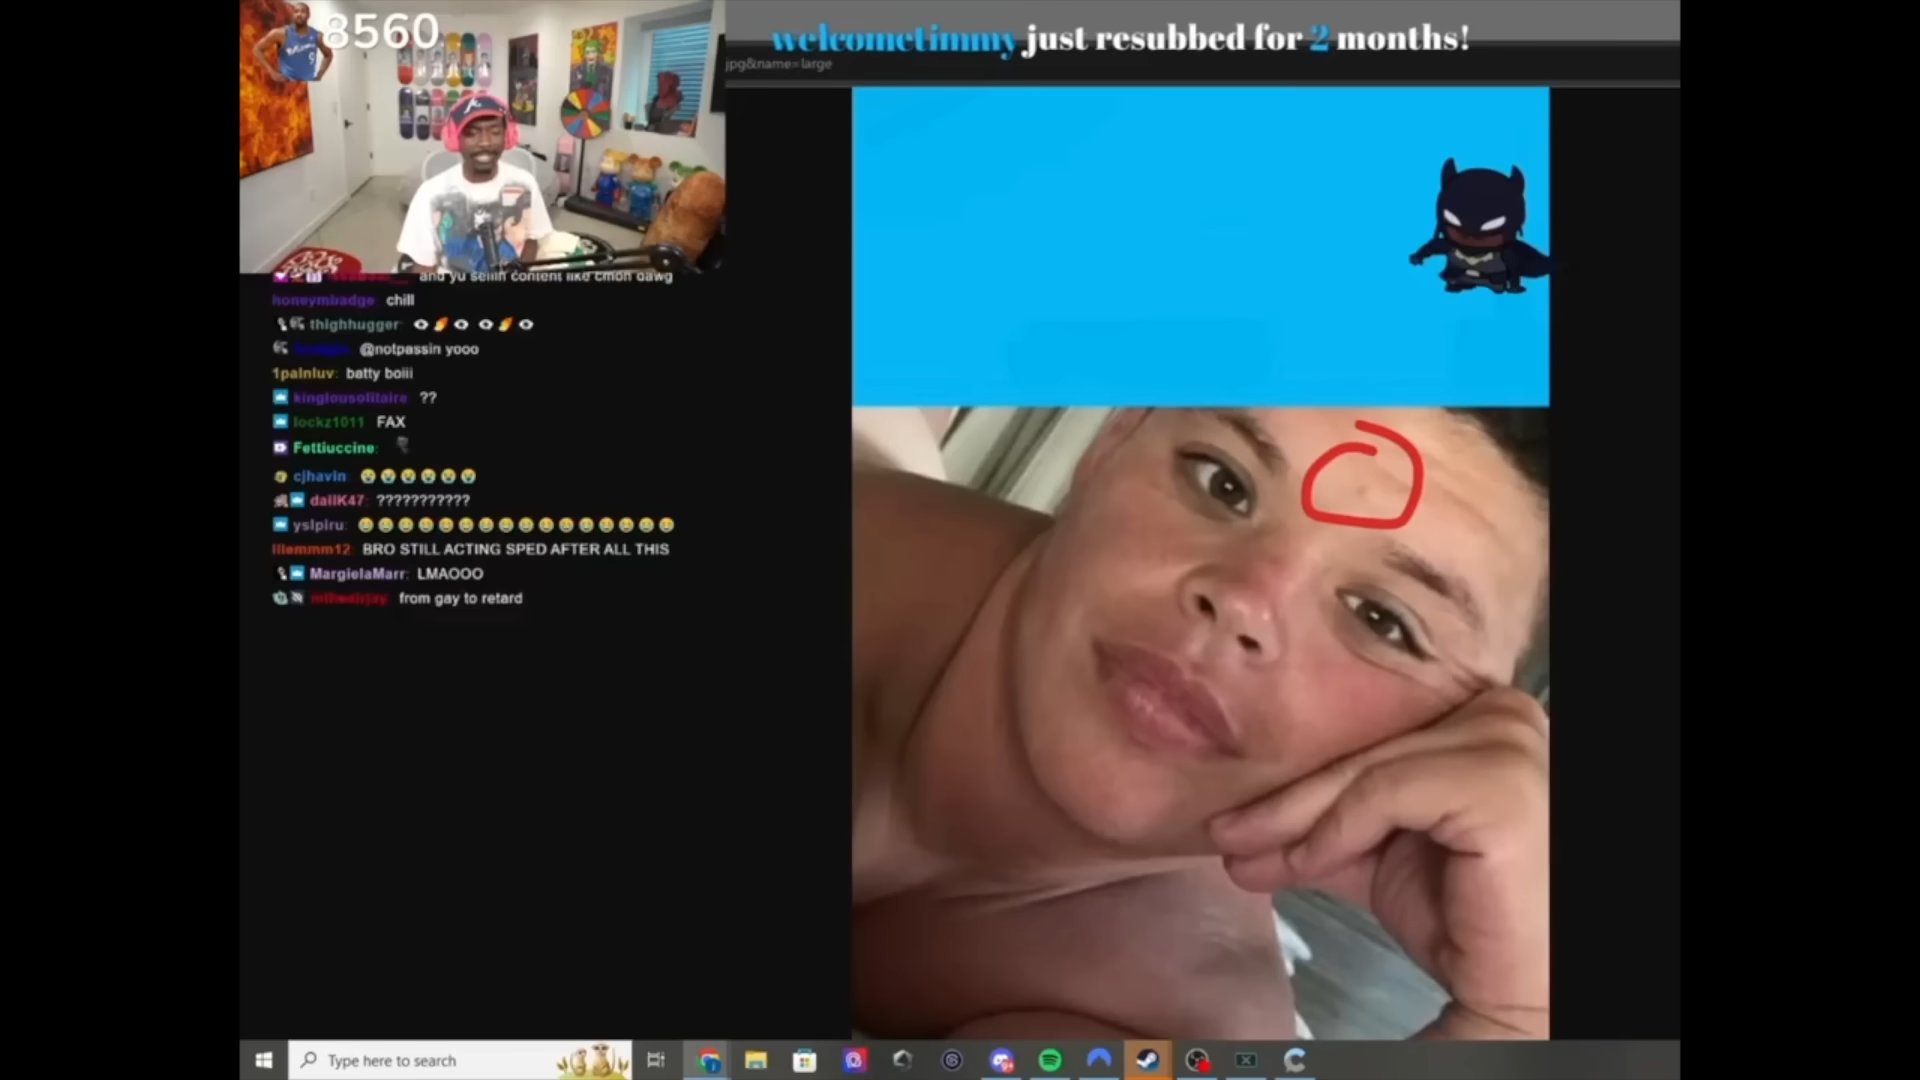 8560
welcometimmy just resubbed for 2 months!
jpg&name=large
and yu sellin content like cmon dawg
honeymbadge chill
thighhugger:
@notpassin yooo
1palnluv: batty boiii
kinglousolitaire ??
lockz1011 FAX
Fettiuccine:
cjhavin
dallK47: ???????????
yslpiru:
lllemmm12: BRO STILL ACTING SPED AFTER ALL THIS
MargielaMarr: LMAOOO
from gay to retard
Type here to search